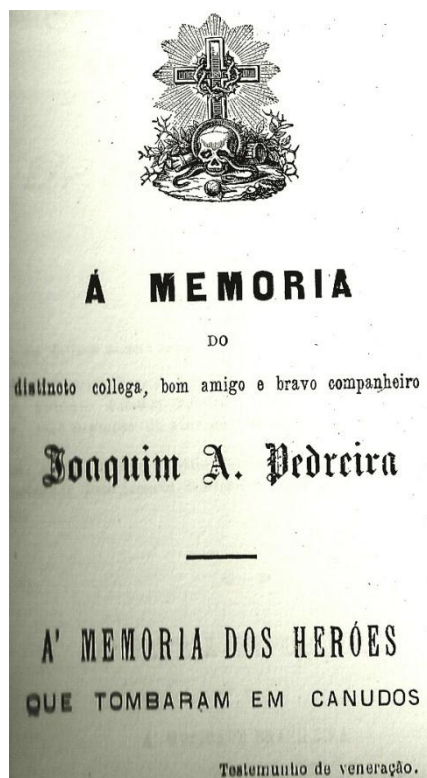 Á MEMORIA
DO
distincto collega, bom amigo e bravo companheiro
Joaquim A. Pedreira
A' MEMORIA DOS HERÓES
QUE TOMBARAM EM CANUDOS
Testemunho de veneração.